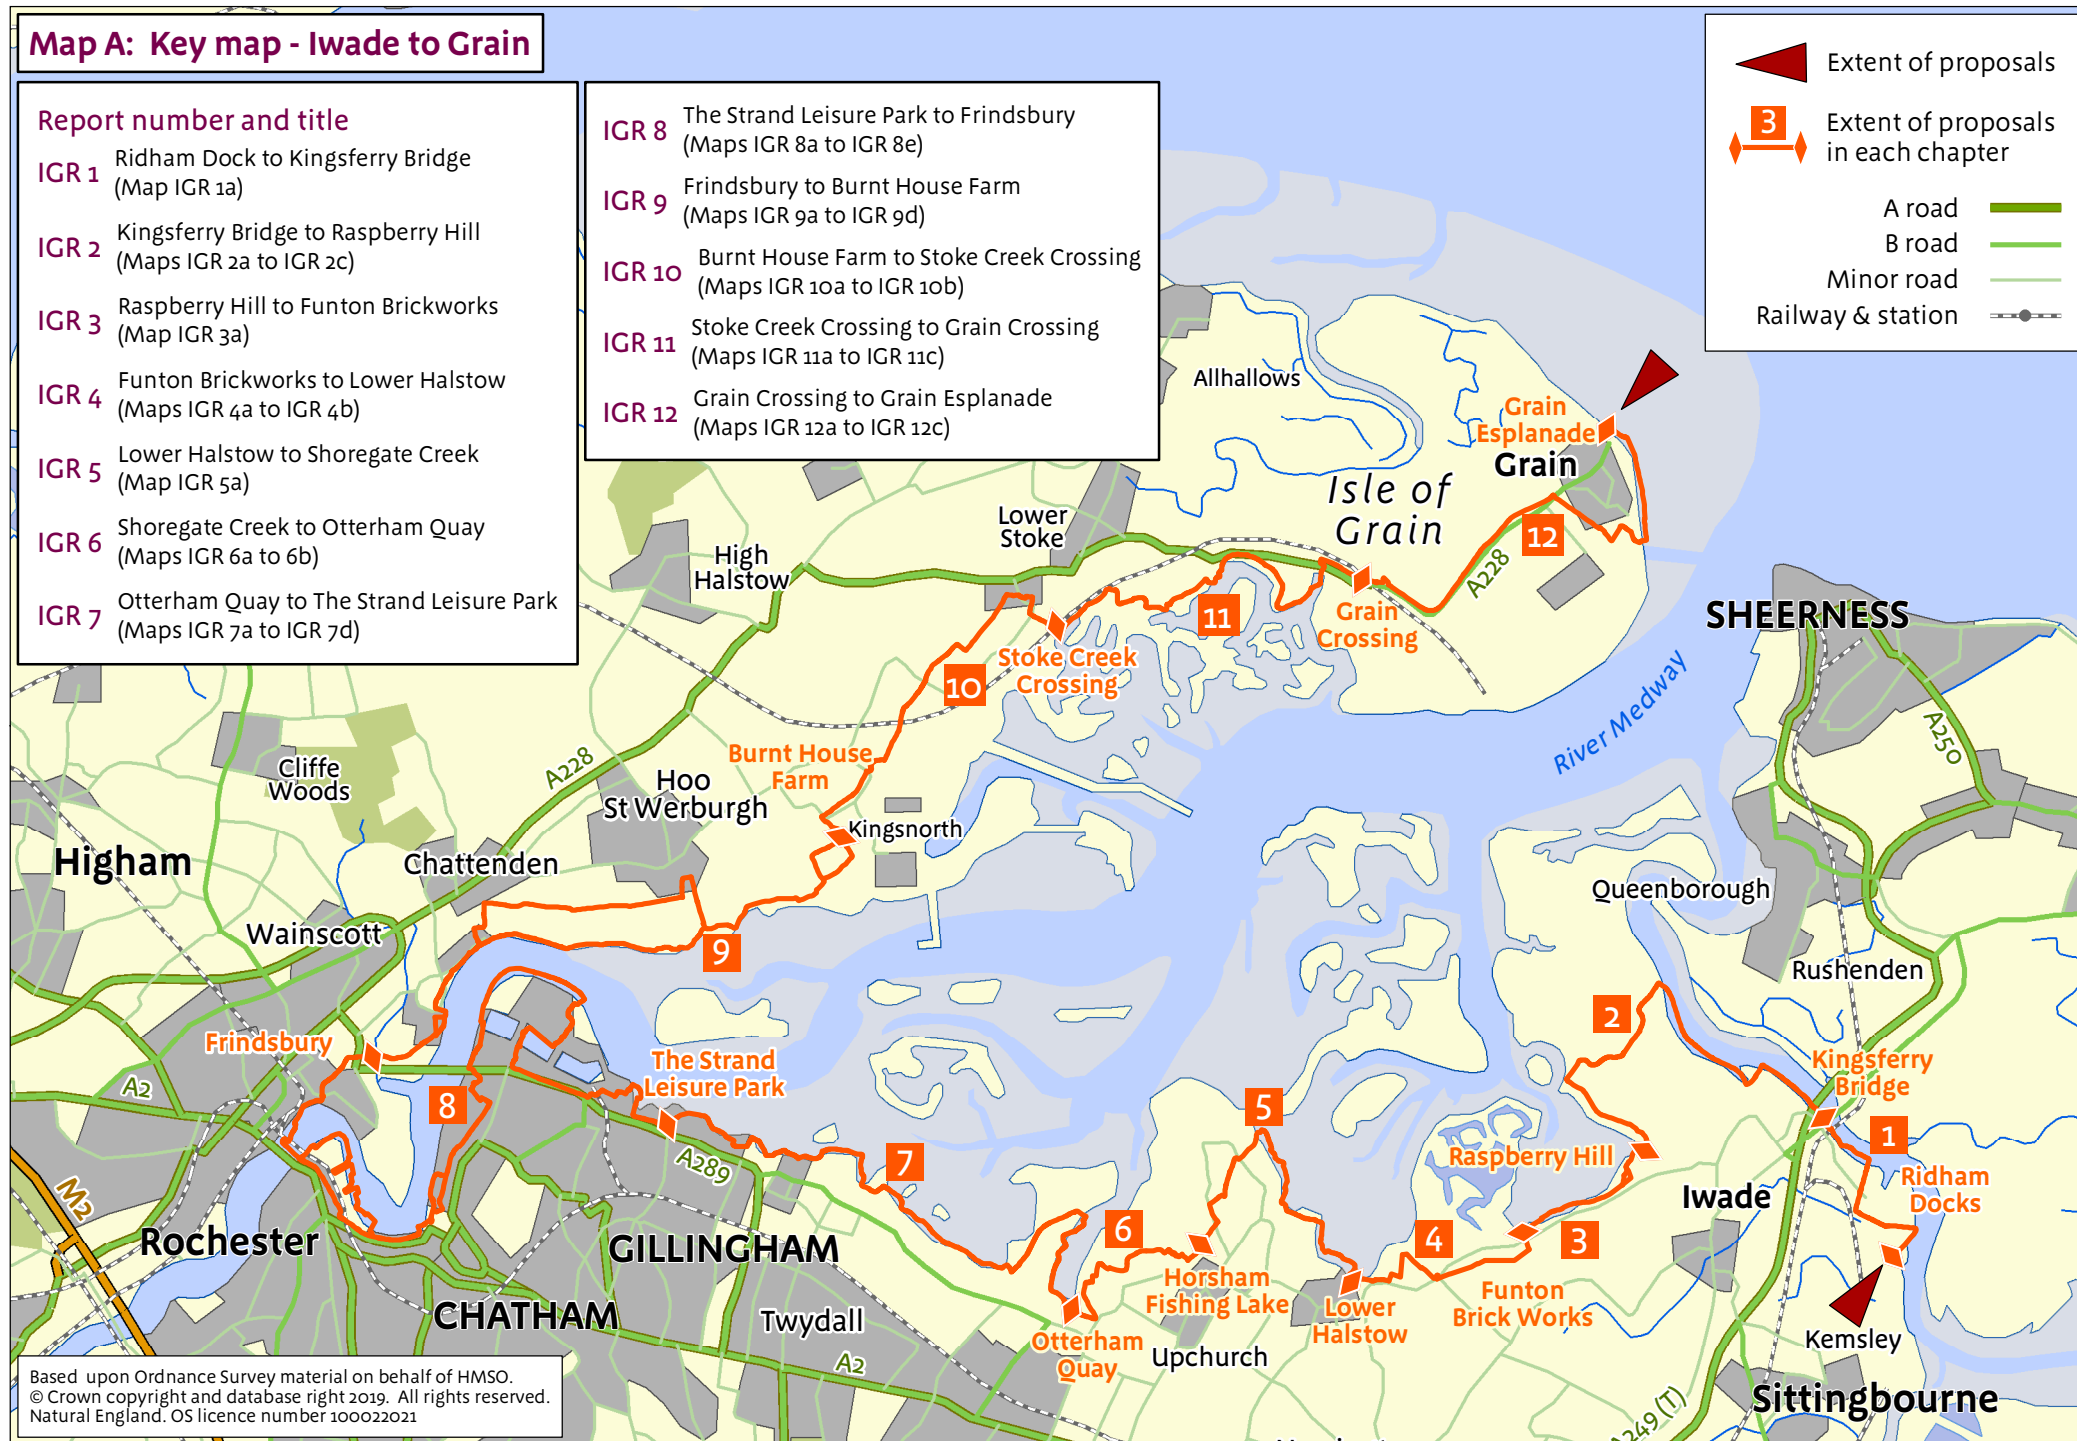 Map A: Key map - Iwade to Grain
Report number and title
IGR 1
Ridham Dock to Kingsferry Bridge
(Map IGR 1a)
IGR 2
Kingsferry Bridge to Raspberry Hill
(Maps IGR 2a to IGR 2c)
IGR 3
Raspberry Hill to Funton Brickworks
(Map IGR 3a)
IGR 4
Funton Brickworks to Lower Halstow
(Maps IGR 4a to IGR 4b)
IGR 5
Lower Halstow to Shoregate Creek
(Map IGR 5a)
IGR 6
Shoregate Creek to Otterham Quay
(Maps IGR 6a to 6b)
IGR 7
Otterham Quay to The Strand Leisure Park
(Maps IGR 7a to IGR 7d)
IGR 8
The Strand Leisure Park to Frindsbury
(Maps IGR 8a to IGR 8e)
IGR 9
Frindsbury to Burnt House Farm
(Maps IGR 9a to IGR 9d)
IGR 10
Burnt House Farm to Stoke Creek Crossing
(Maps IGR 10a to IGR 10b)
IGR 11
Stoke Creek Crossing to Grain Crossing
(Maps IGR 11a to IGR 11c)
IGR 12
Grain Crossing to Grain Esplanade
(Maps IGR 12a to IGR 12c)
Extent of proposals
3
Extent of proposals
in each chapter
A road
B road
Minor road
Railway & station
Allhallows
Grain
Esplanade
Grain
Isle of
Grain
12
A228
Lower
Stoke
High
Halstow
11
Grain
Crossing
SHEERNESS
Stoke Creek
Crossing
10
River Medway
A250
Burnt House
Farm
A228
Cliffe
Woods
Hoo
St Werburgh
Kingsnorth
Higham
Chattenden
Queenborough
Wainscott
9
Rushenden
2
Frindsbury
The Strand
Leisure Park
Kingsferry
Bridge
A2
8
5
1
7
A289
Raspberry Hill
Ridham
Docks
Iwade
M2
Rochester
GILLINGHAM
6
4
3
Horsham
Fishing Lake
Funton
Brick Works
Lower
Halstow
CHATHAM
Twydall
Otterham
Quay
Upchurch
Kemsley
A2
Sittingbourne
A249 (T)
Based upon Ordnance Survey material on behalf of HMSO.
© Crown copyright and database right 2019. All rights reserved.
Natural England. OS licence number 100022021